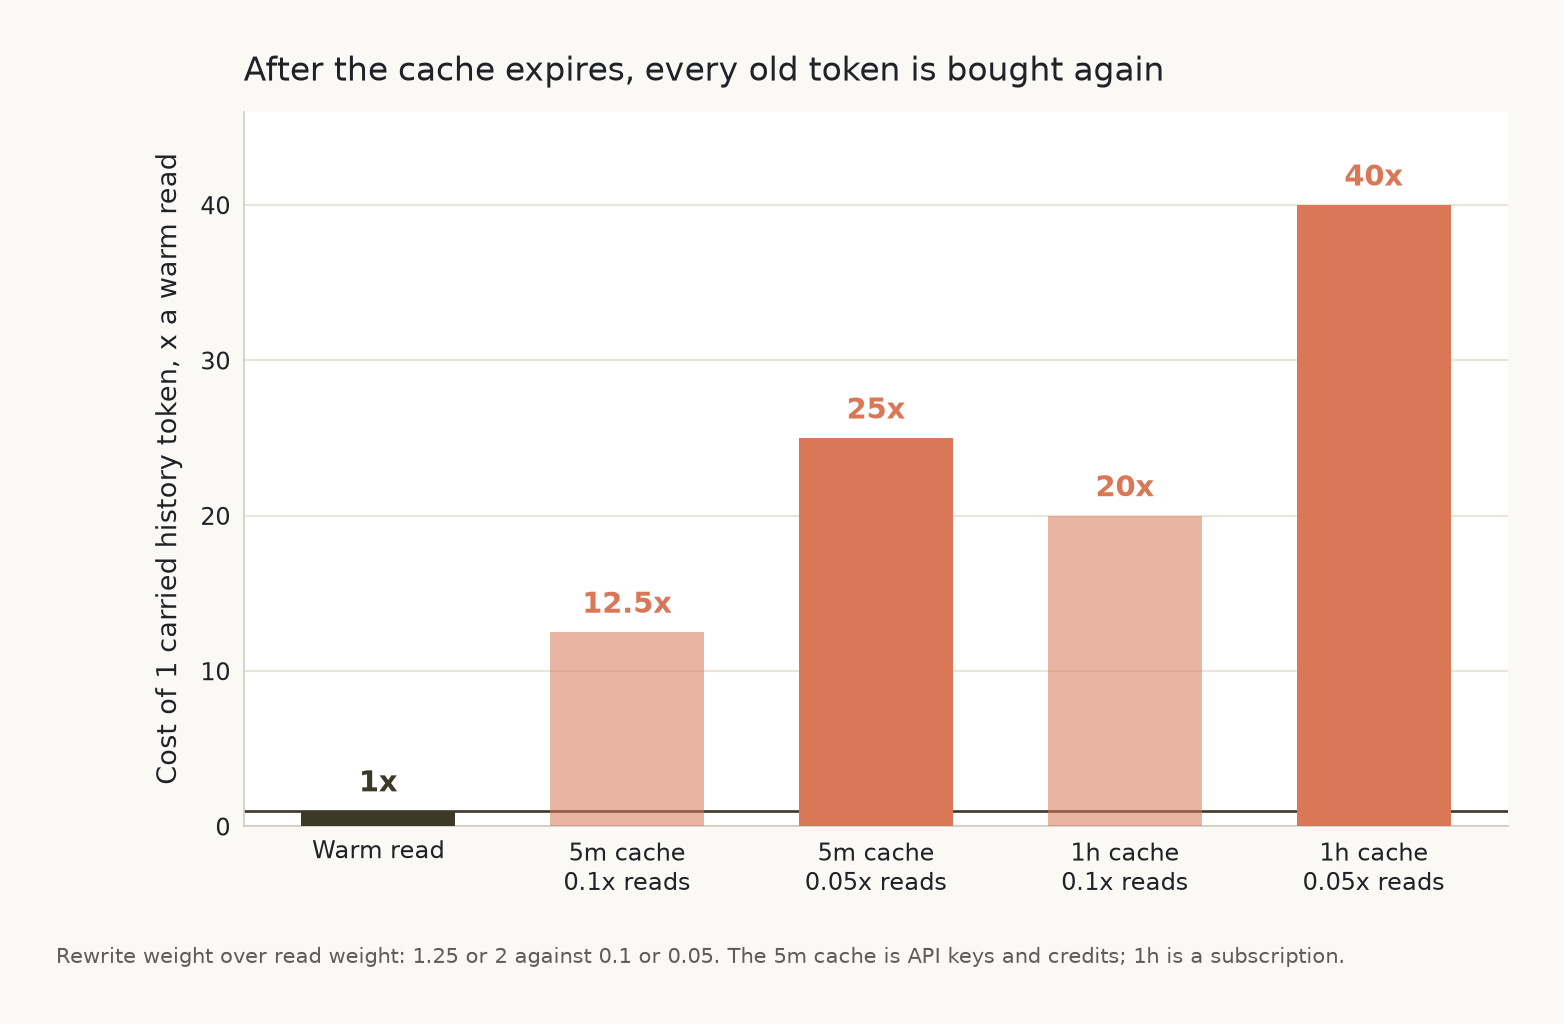 After the cache expires, every old token is bought again
Cost of 1 carried history token, x a warm read
40
30
20
10
0
1x
12.5x
25x
20x
40x
Warm read
5m cache
0.1x reads
5m cache
0.05x reads
1h cache
0.1x reads
1h cache
0.05x reads
Rewrite weight over read weight: 1.25 or 2 against 0.1 or 0.05. The 5m cache is API keys and credits; 1h is a subscription.